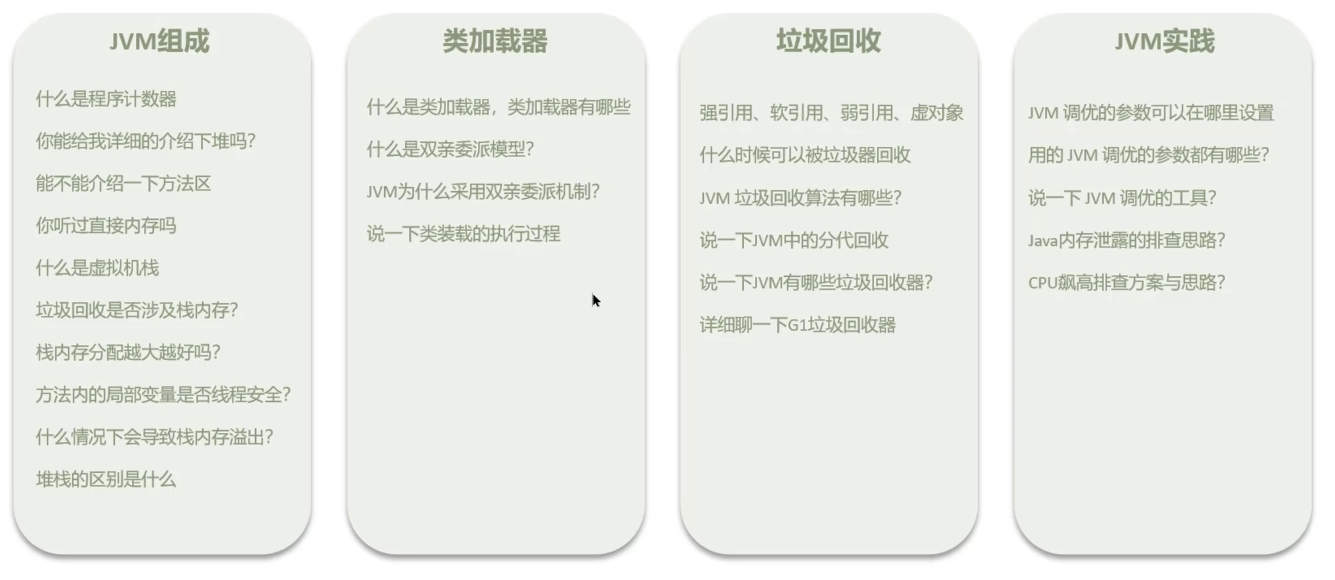 JVM组成
什么是程序计数器
你能给我详细的介绍下堆吗?
能不能介绍一下方法区
你听过直接内存吗
什么是虚拟机栈
垃圾回收是否涉及栈内存?
栈内存分配越大越好吗?
方法内的局部变量是否线程安全?
什么情况下会导致栈内存溢出?
堆栈的区别是什么
类加载器
什么是类加载器，类加载器有哪些
什么是双亲委派模型?
JVM为什么采用双亲委派机制?
说一下类装载的执行过程
垃圾回收
强引用、软引用、弱引用、虚对象
什么时候可以被垃圾器回收
JVM 垃圾回收算法有哪些?
说一下JVM中的分代回收
说一下JVM有哪些垃圾回收器?
详细聊一下G1垃圾回收器
JVM实践
JVM 调优的参数可以在哪里设置
用的 JVM 调优的参数都有哪些?
说一下 JVM 调优的工具?
Java内存泄露的排查思路?
CPU飙高排查方案与思路?